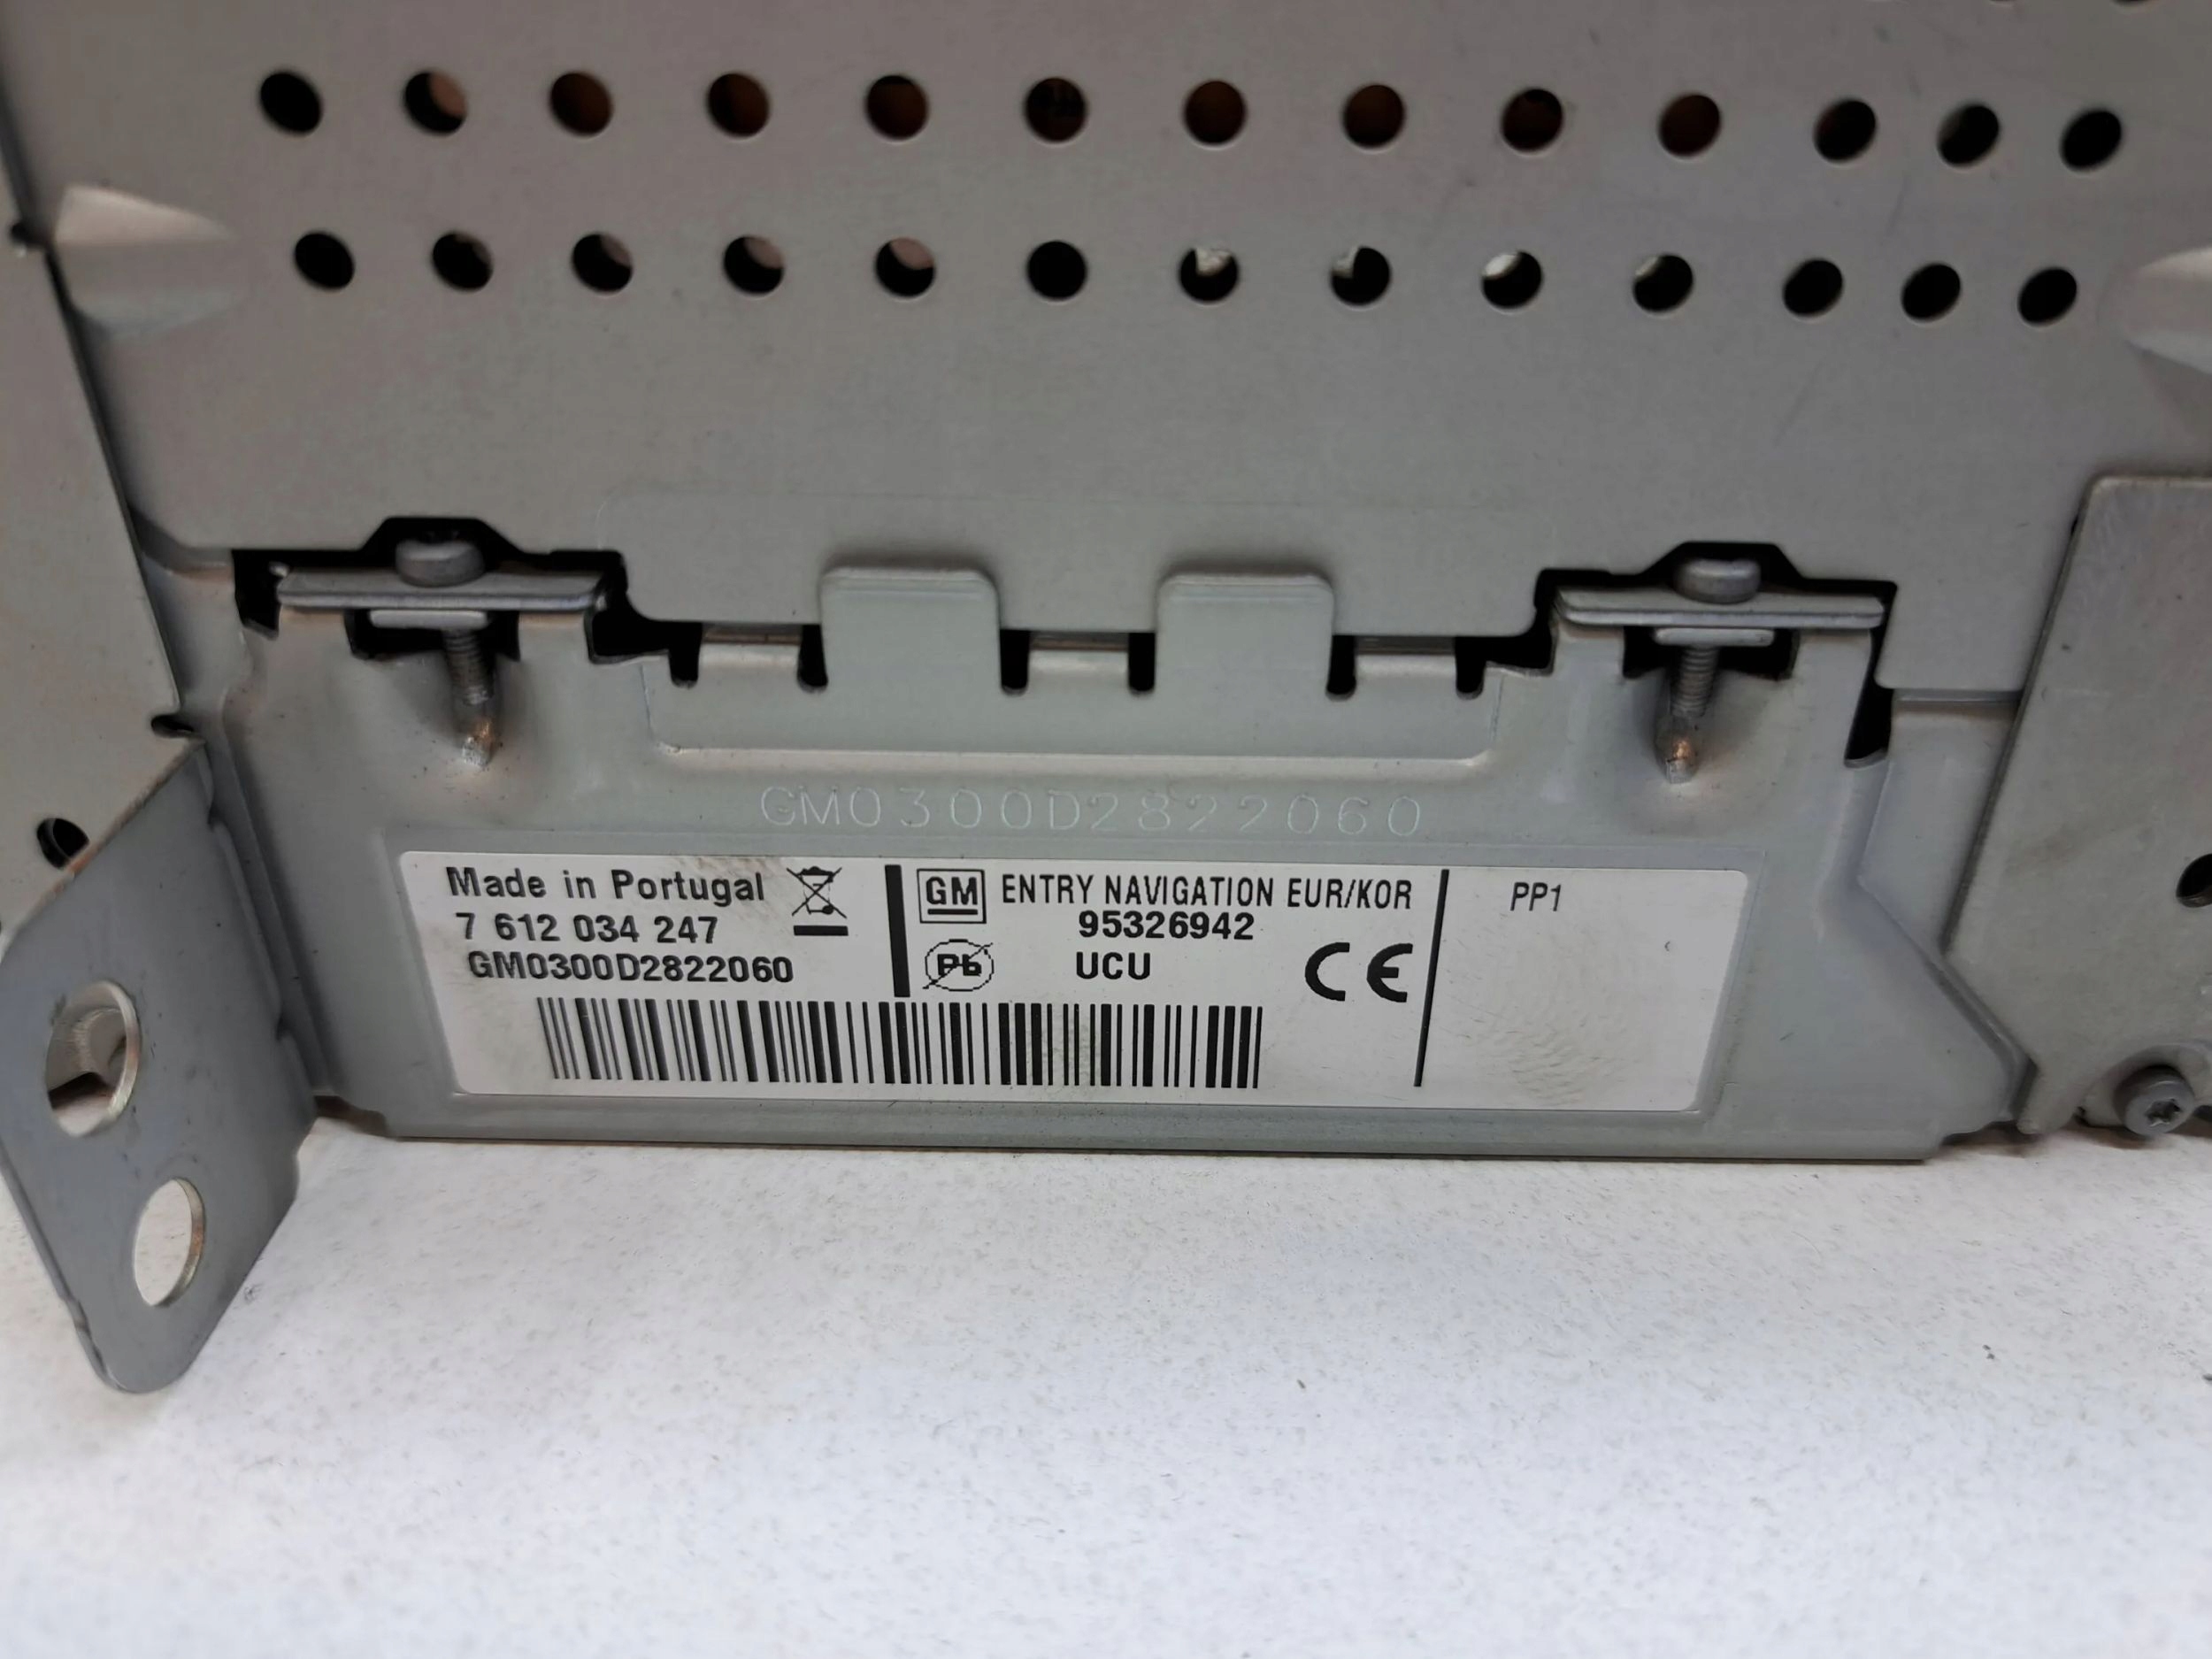 GM0300D2822060
Made in Portugal
7 612 034 247
GM0300D2822060
GM ENTRY NAVIGATION EUR/KOR
95326942
Pb UCU CE
PP1